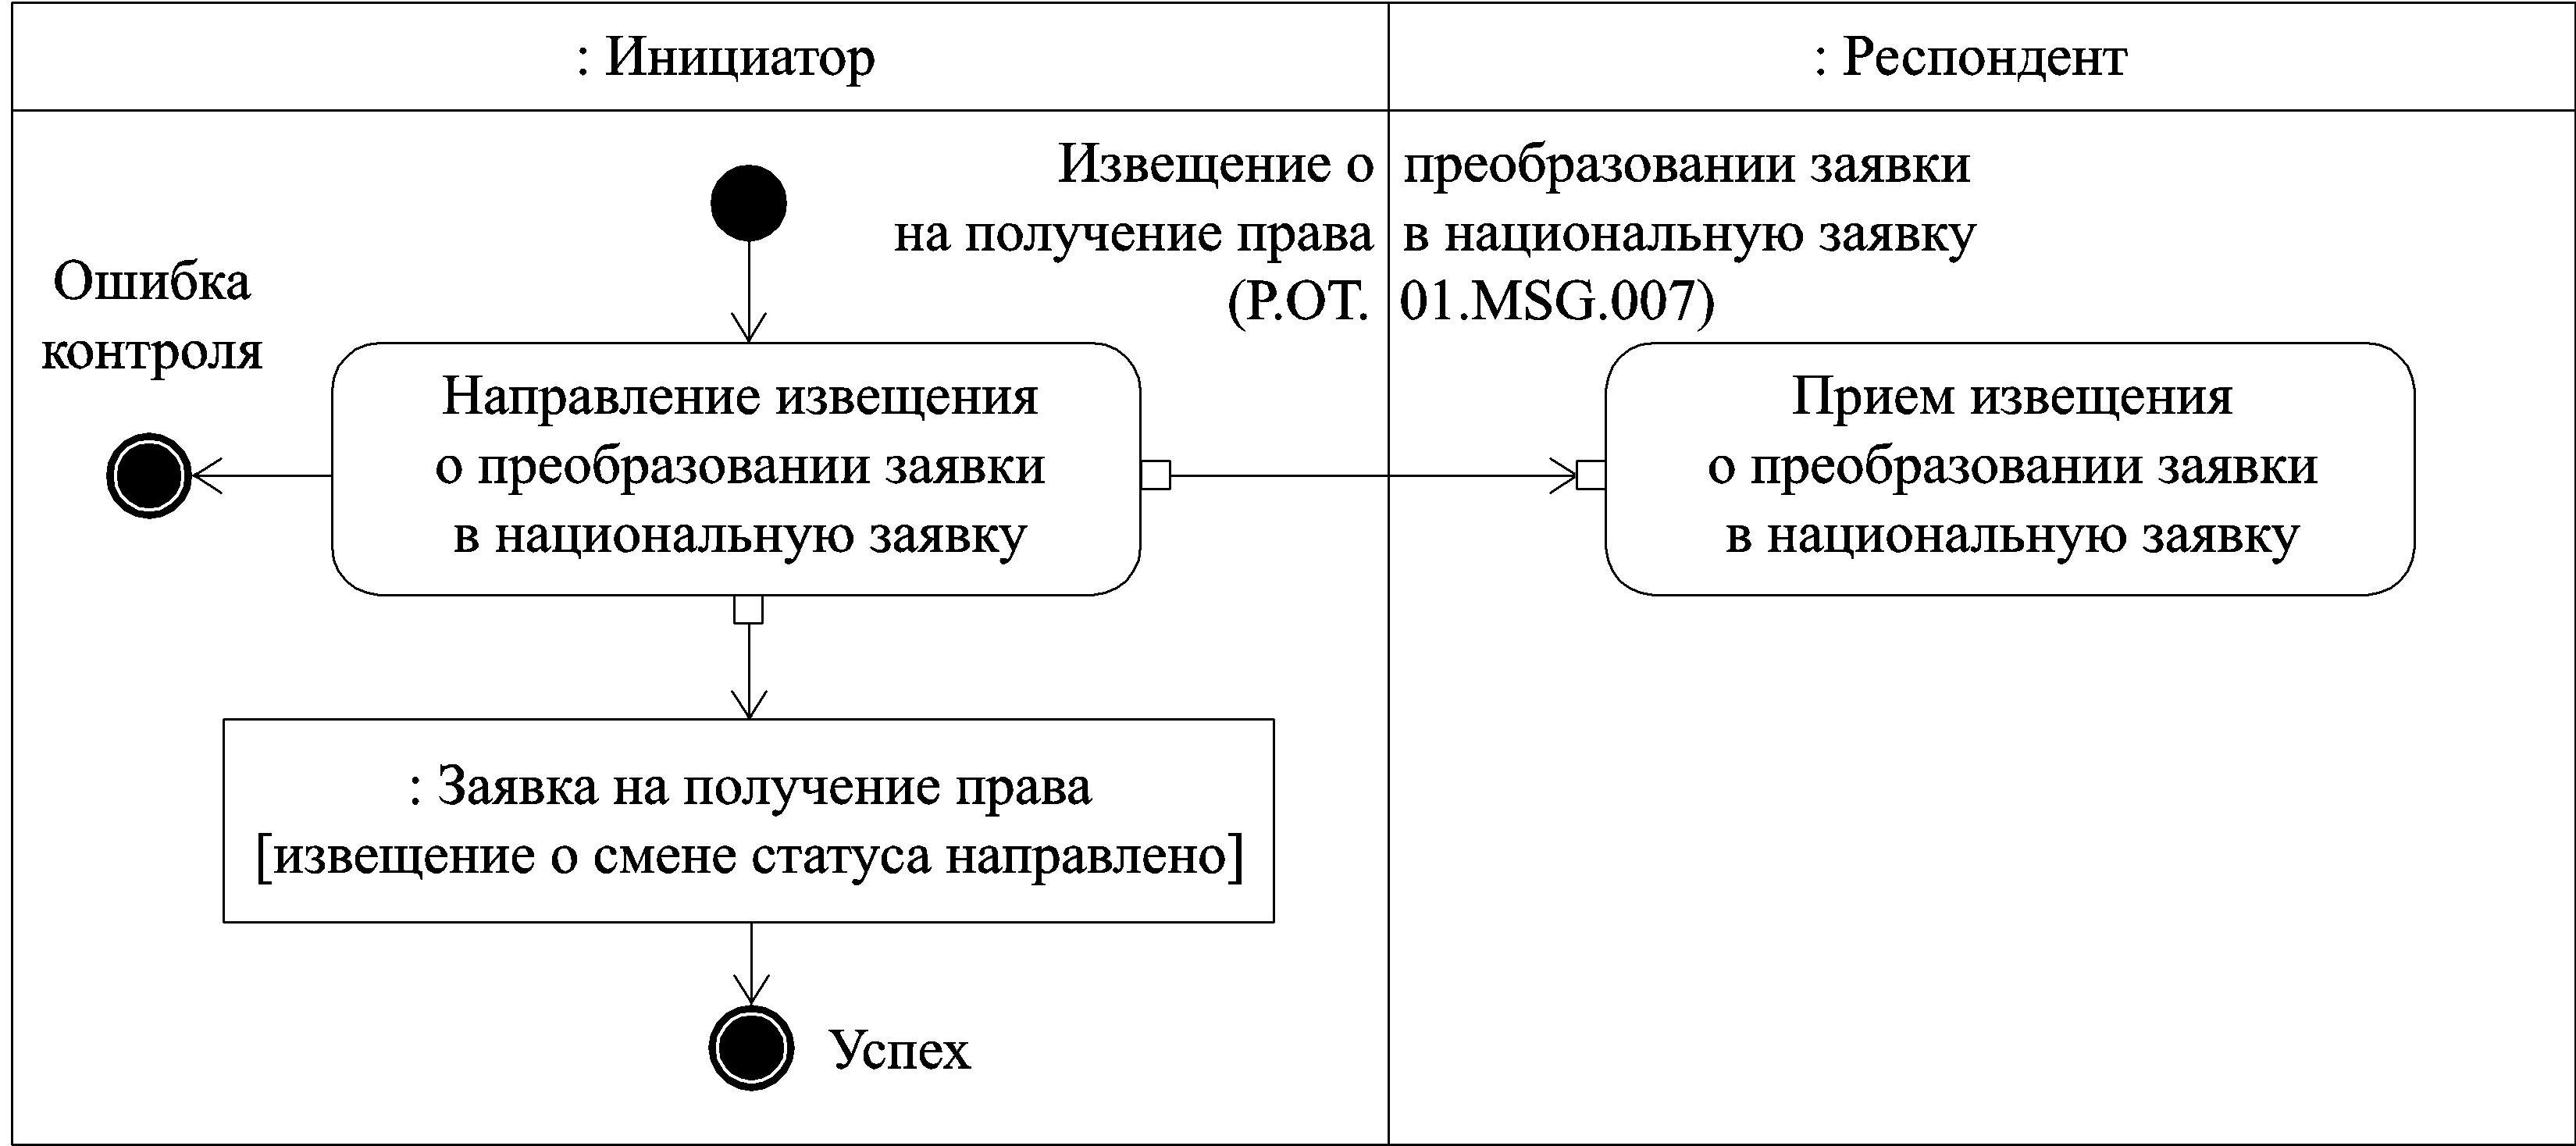 : Инициатор
: Респондент
Извещение о преобразовании заявки
на получение права в национальную заявку
(P.OT. 01.MSG.007)
Ошибка
контроля
Направление извещения
о преобразовании заявки
в национальную заявку
Прием извещения
о преобразовании заявки
в национальную заявку
: Заявка на получение права
[извещение о смене статуса направлено]
Успех